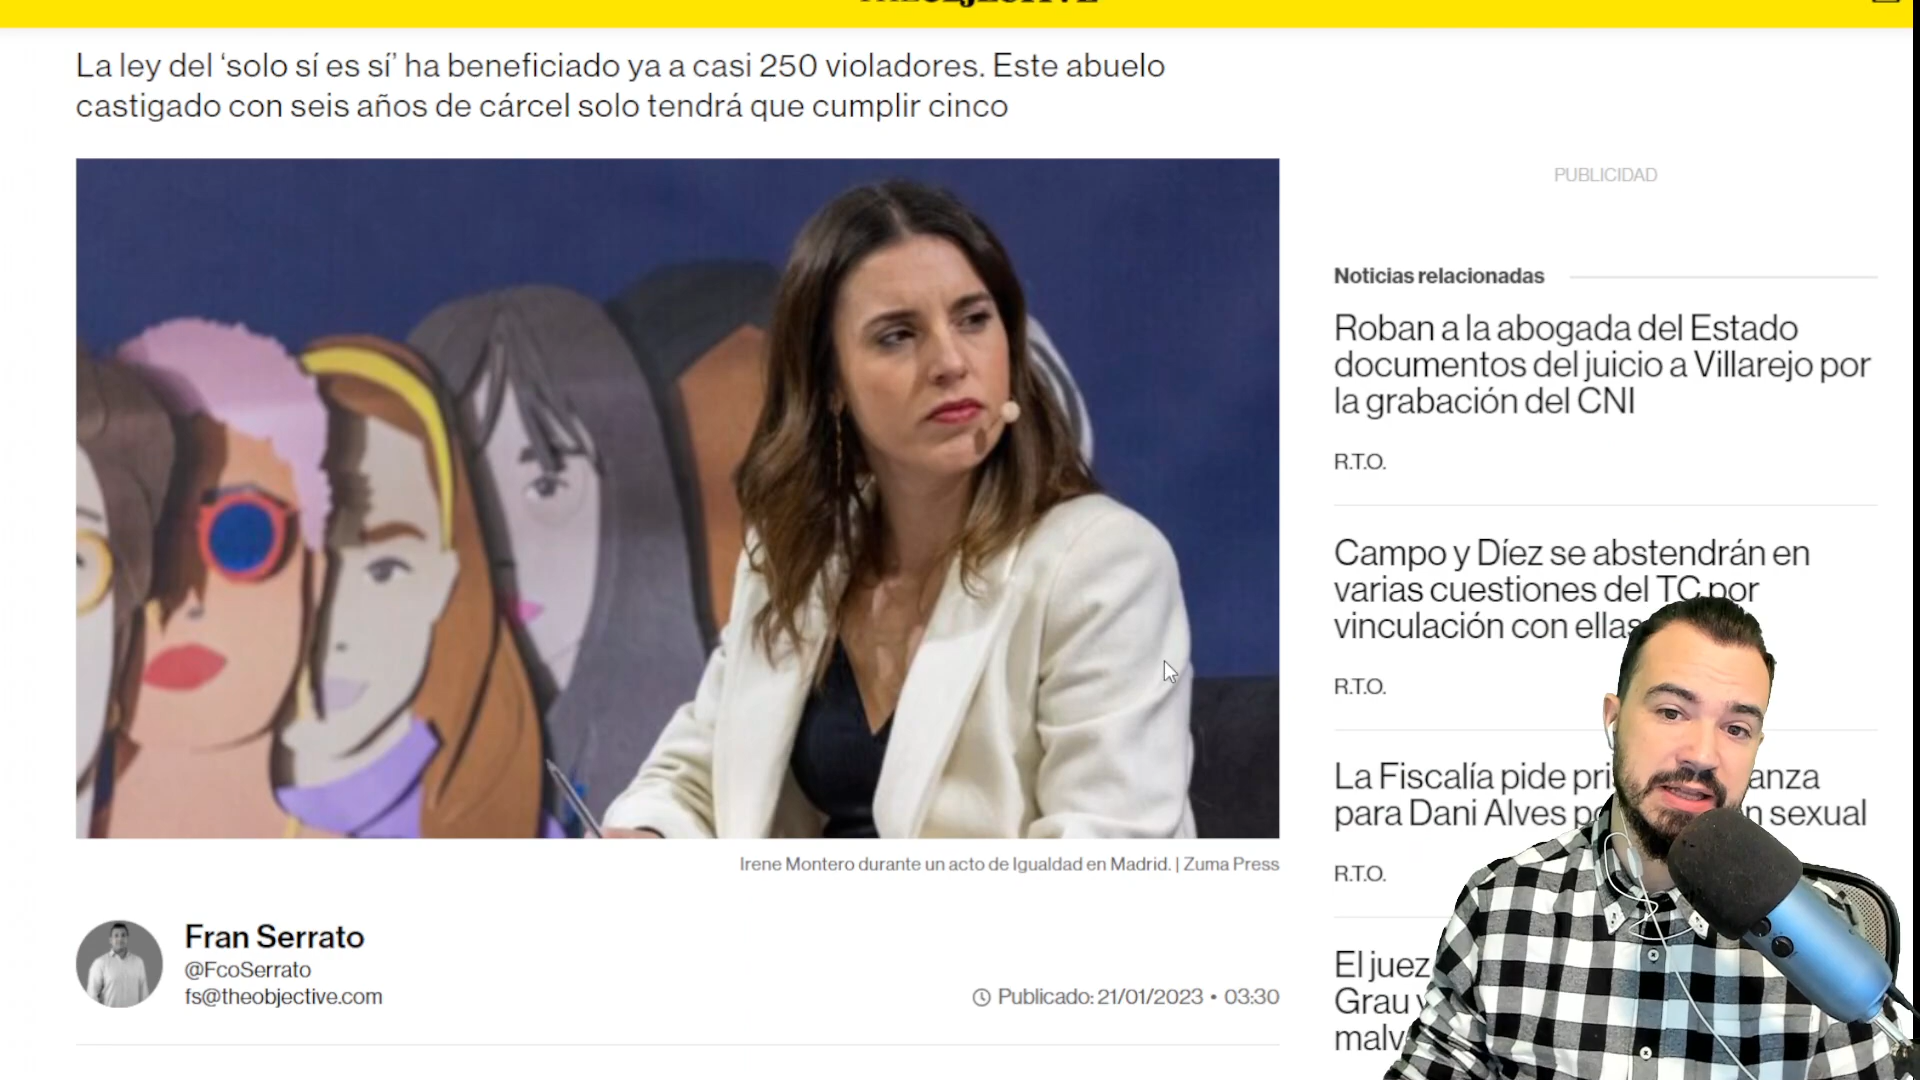 La ley del ‘solo sí es sí’ ha beneficiado ya a casi 250 violadores. Este abuelo
castigado con seis años de cárcel solo tendrá que cumplir cinco
PUBLICIDAD
Noticias relacionadas
Roban a la abogada del Estado
documentos del juicio a Villarejo por
la grabación del CNI
R.T.O.
Campo y Díez se abstendrán en
varias cuestiones del TC por
vinculación con ellas
R.T.O.
La Fiscalía pide
para Dani Alves sexual
R.T.O.
El juez
Grau
Irene Montero durante un acto de Igualdad en Madrid. | Zuma Press
Fran Serrato
@FcoSerrato
fs@theobjective.com
Publicado: 21/01/2023 • 03:30